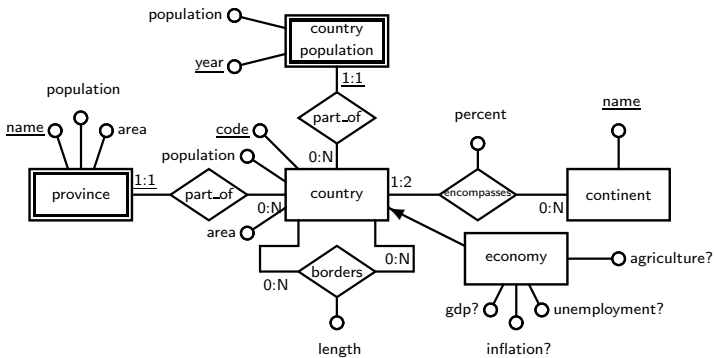 population
country
population
year
1:1
population
part_of
percent
name
name
area
code
population
0:N
province
1:1
part_of
0:N
country
1:2
encompasses
0:N
continent
area
0:N
borders
0:N
economy
agriculture?
gdp?
unemployment?
length
inflation?